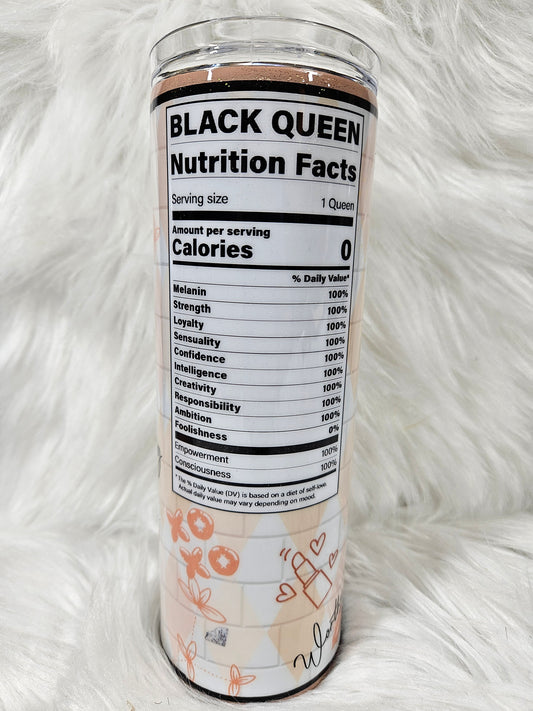 BLACK QUEEN
Nutrition Facts
Serving size 1 Queen
Amount per serving
Calories 0
% Daily Value*
Melanin 100%
Strength 100%
Loyalty 100%
Sensuality 100%
Confidence 100%
Intelligence 100%
Creativity 100%
Responsibility 100%
Ambition 100%
Foolishness 0%
Empowerment 100%
Consciousness 100%
* The % Daily Value (DV) is based on a diet of self-love.
Actual daily value may vary depending on mood.